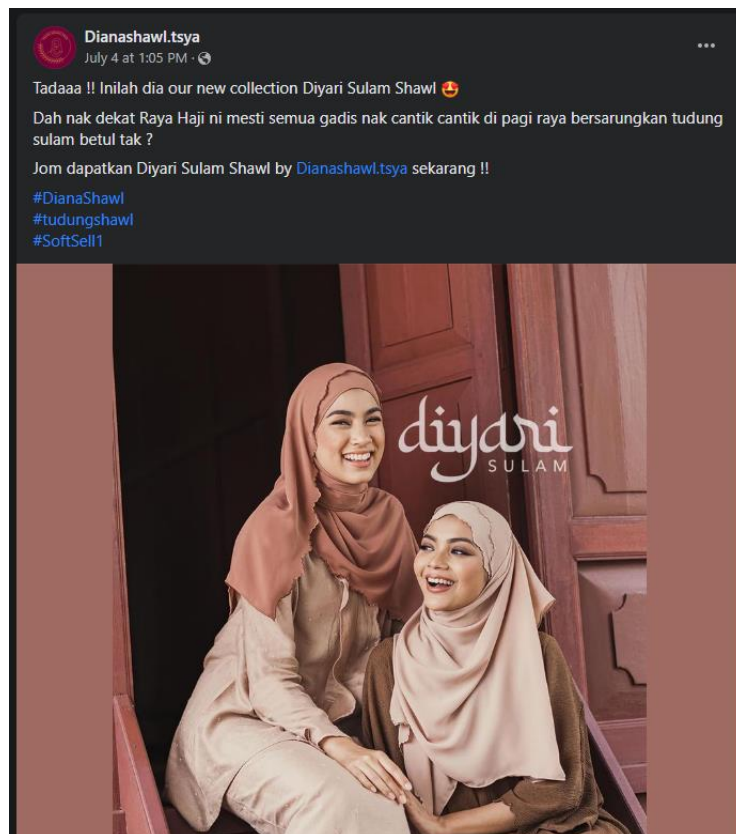 Dianashawl.tsya
July 4 at 1:05 PM ·
Tadaaa !! Inilah dia our new collection Diyari Sulam Shawl 🤩
Dah nak dekat Raya Haji ni mesti semua gadis nak cantik cantik di pagi raya bersarungkan tudung
sulam betul tak ?
Jom dapatkan Diyari Sulam Shawl by Dianashawl.tsya sekarang !!
#DianaShawl
#tudungshawl
#SoftSell1
diyari
SULAM